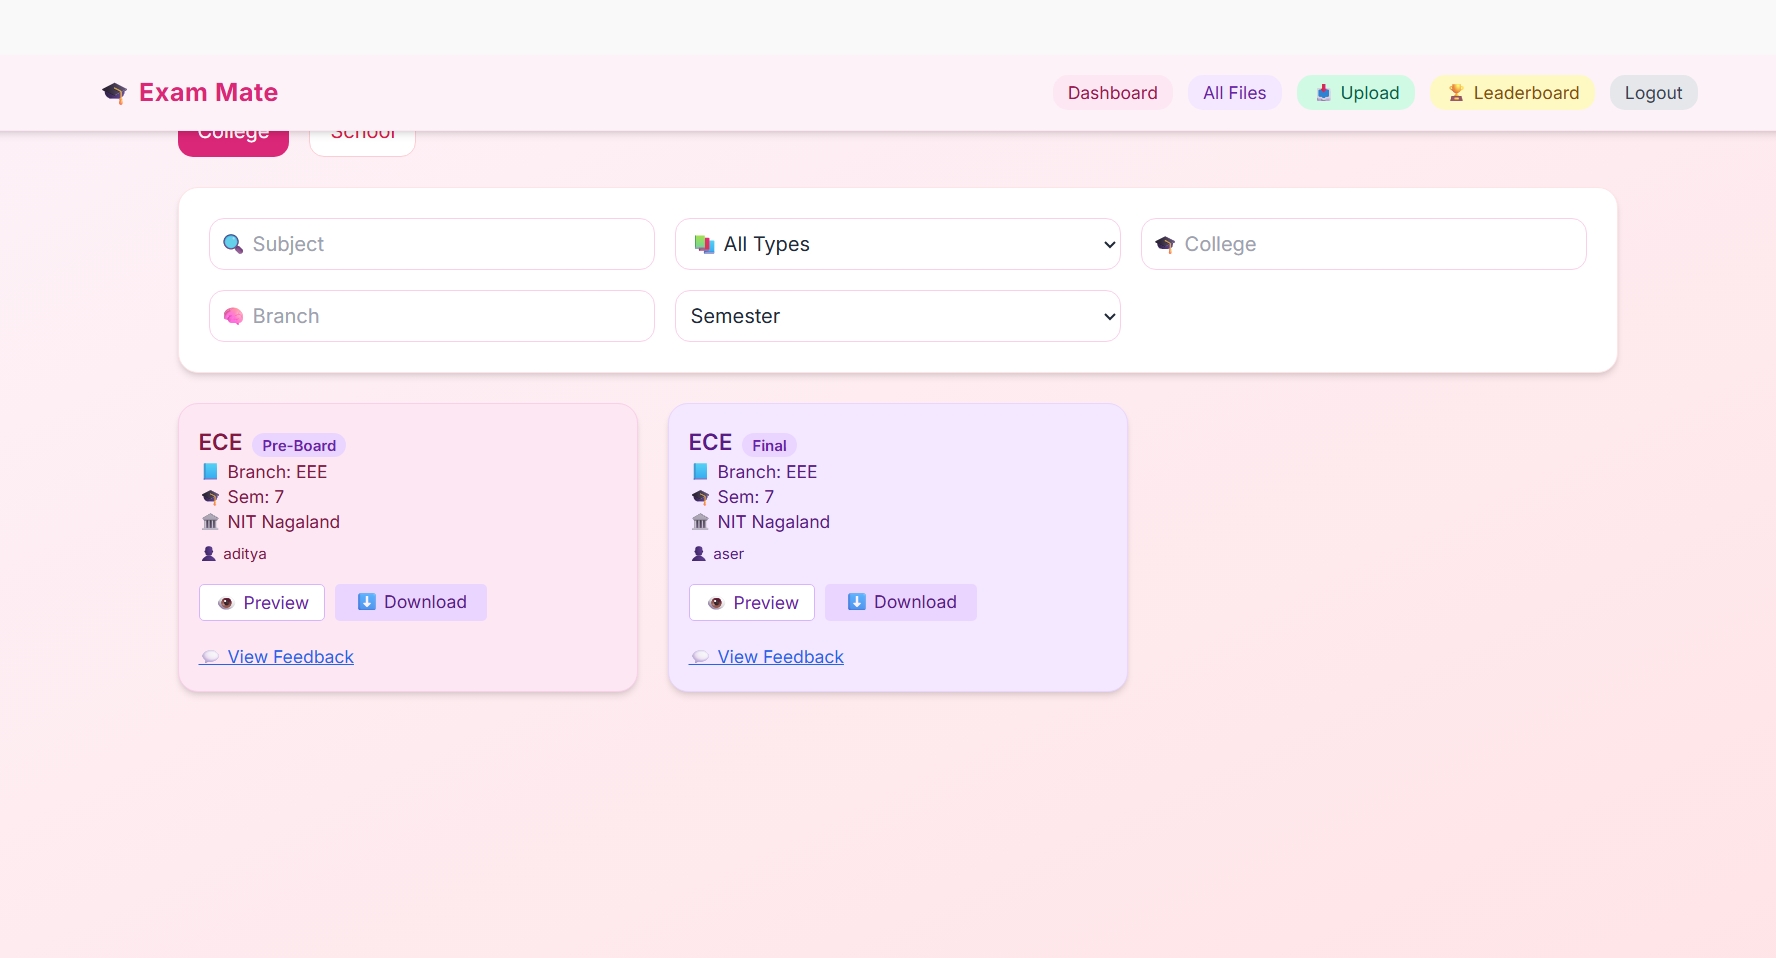 Exam Mate
Dashboard
All Files
Upload
Leaderboard
Logout
College
School
Subject
All Types
College
Branch
Semester
ECE Pre-Board
Branch: EEE
Sem: 7
NIT Nagaland
aditya
Preview
Download
View Feedback
ECE Final
Branch: EEE
Sem: 7
NIT Nagaland
aser
Preview
Download
View Feedback